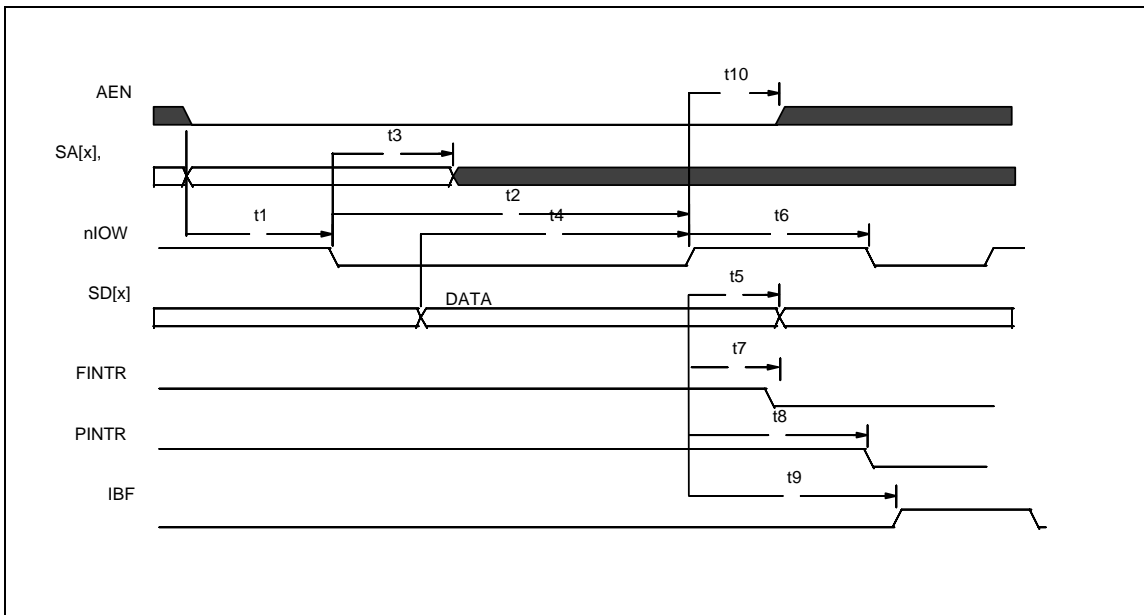 t10
AEN
t3
SA[x],
t2
t1
t4
t6
nIOW
SD[x]
t5
DATA
t7
FINTR
t8
PINTR
t9
IBF